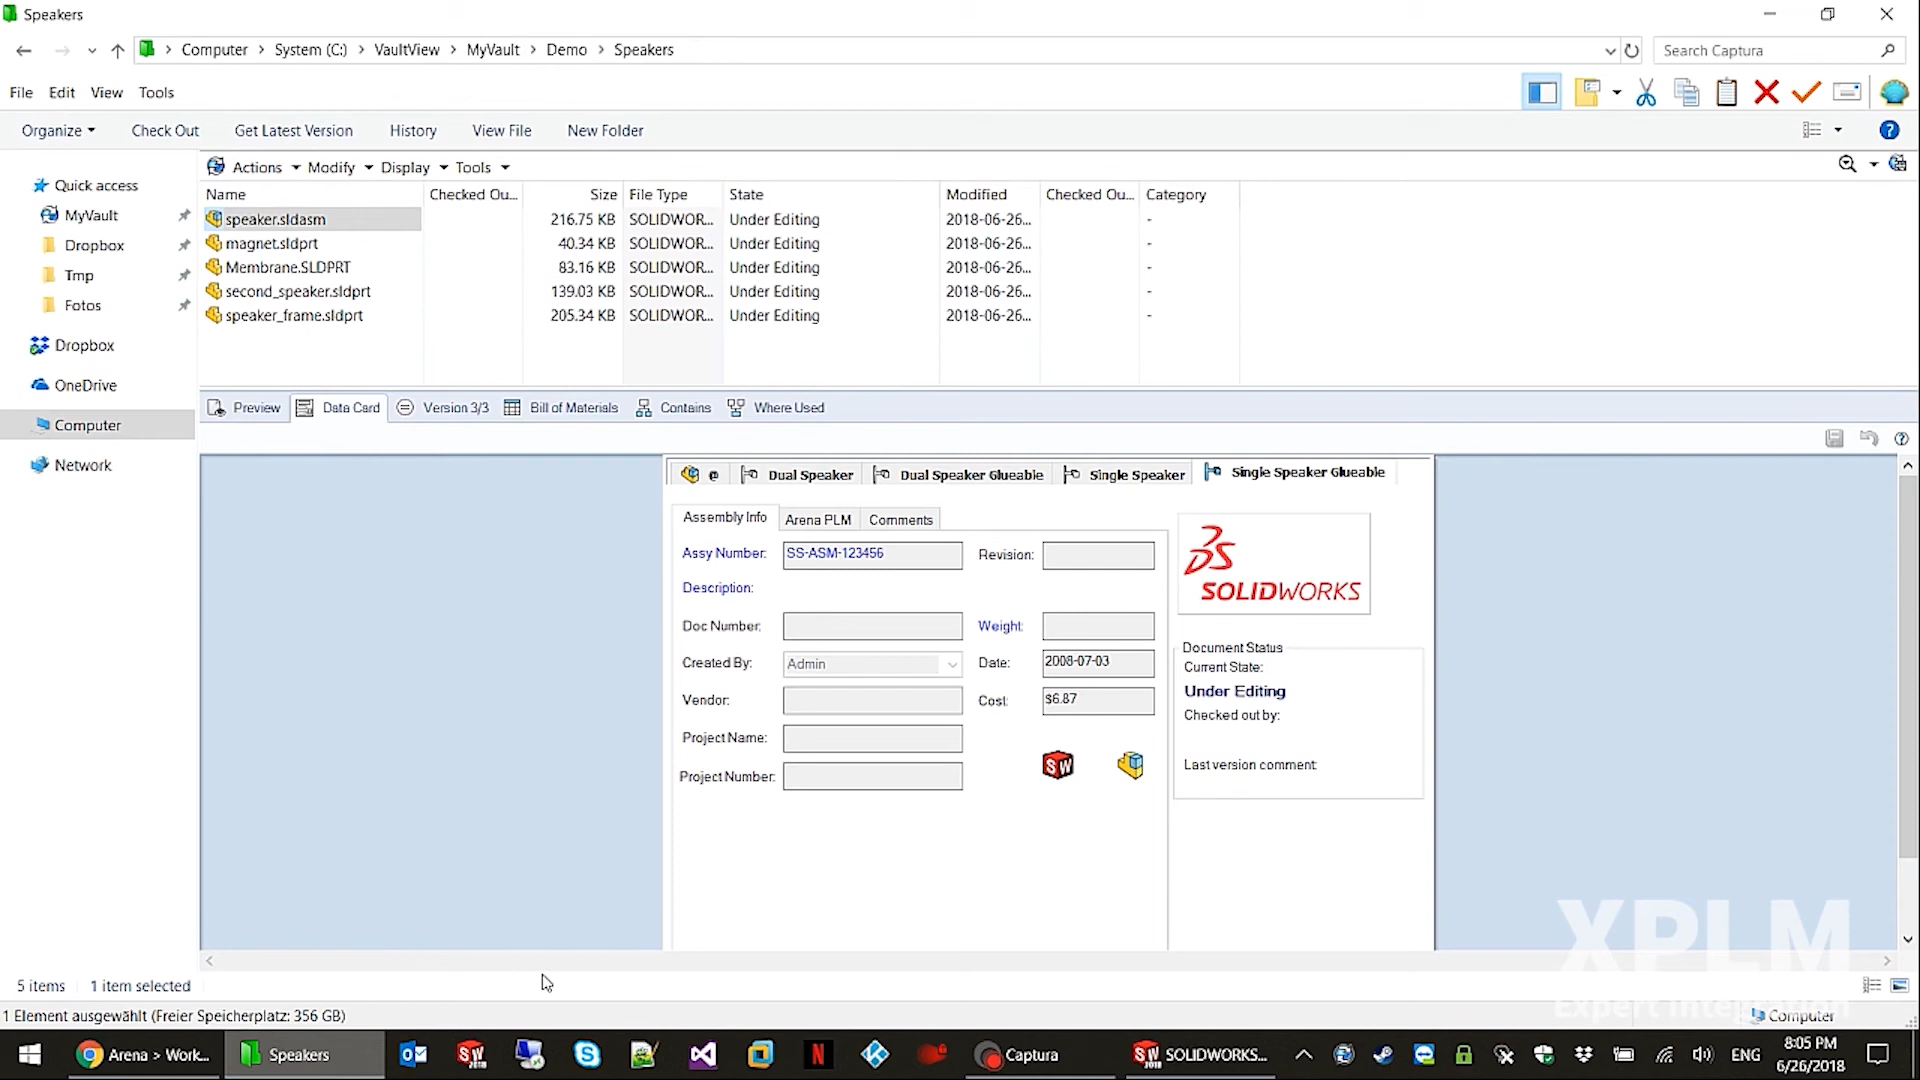 Speakers
Computer > System (C:) > VaultView > MyVault > Demo > Speakers
Search Captura
File Edit View Tools
Organize Check Out Get Latest Version History View File New Folder
Quick access
MyVault
Dropbox
Tmp
Fotos
Dropbox
OneDrive
Computer
Network
Actions Modify Display Tools
Name Checked Ou... Size File Type State Modified Checked Ou... Category
speaker.sldasm 216.75 KB SOLIDWOR... Under Editing 2018-06-26... -
magnet.sldprt 40.34 KB SOLIDWOR... Under Editing 2018-06-26... -
Membrane.SLDPRT 83.16 KB SOLIDWOR... Under Editing 2018-06-26... -
second_speaker.sldprt 139.03 KB SOLIDWOR... Under Editing 2018-06-26... -
speaker_frame.sldprt 205.34 KB SOLIDWOR... Under Editing 2018-06-26... -
Preview Data Card Version 3/3 Bill of Materials Contains Where Used
@ Dual Speaker Dual Speaker Glueable Single Speaker Single Speaker Glueable
Assembly Info Arena PLM Comments
Assy Number: SS-ASM-123456 Revision:
Description:
Doc Number: Weight:
Created By: Admin Date: 2008-07-03
Vendor: Cost: $6.87
Project Name:
Project Number:
SW
DS
SOLIDWORKS
Document Status
Current State:
Under Editing
Checked out by:
Last version comment:
XPLM
Expert Integration
5 items 1 item selected
1 Element ausgewählt (Freier Speicherplatz: 356 GB)
Computer
Arena > Work... Speakers SW 2018 N Captura SW 2018 SOLIDWORKS... ENG
8:05 PM
6/26/2018